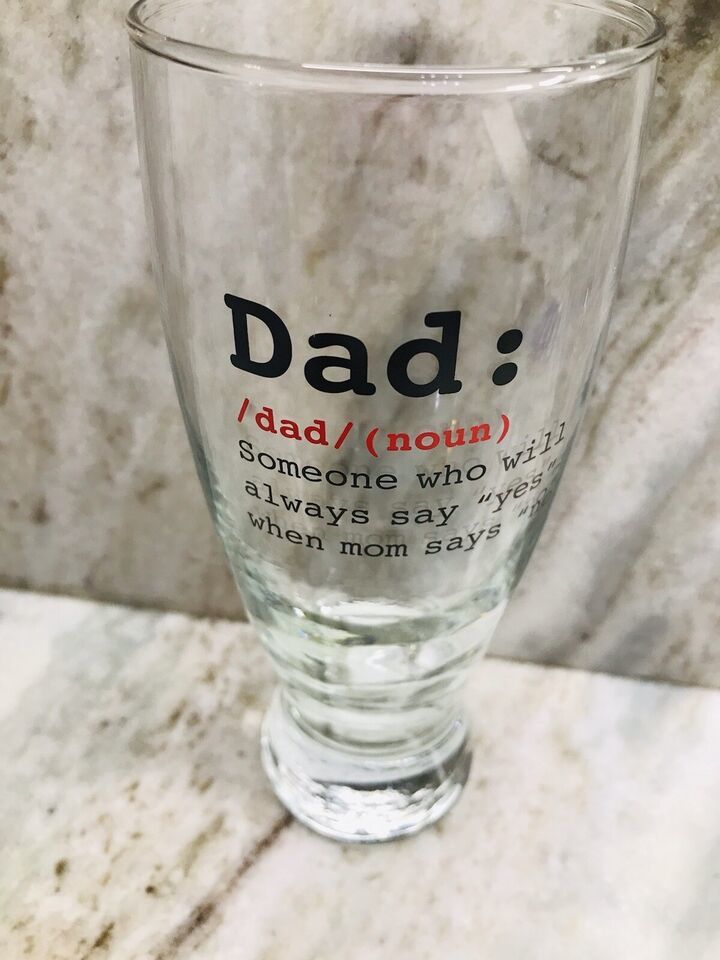 Dad:
/dad/(noun)
Someone who will
always say “yes”
when mom says